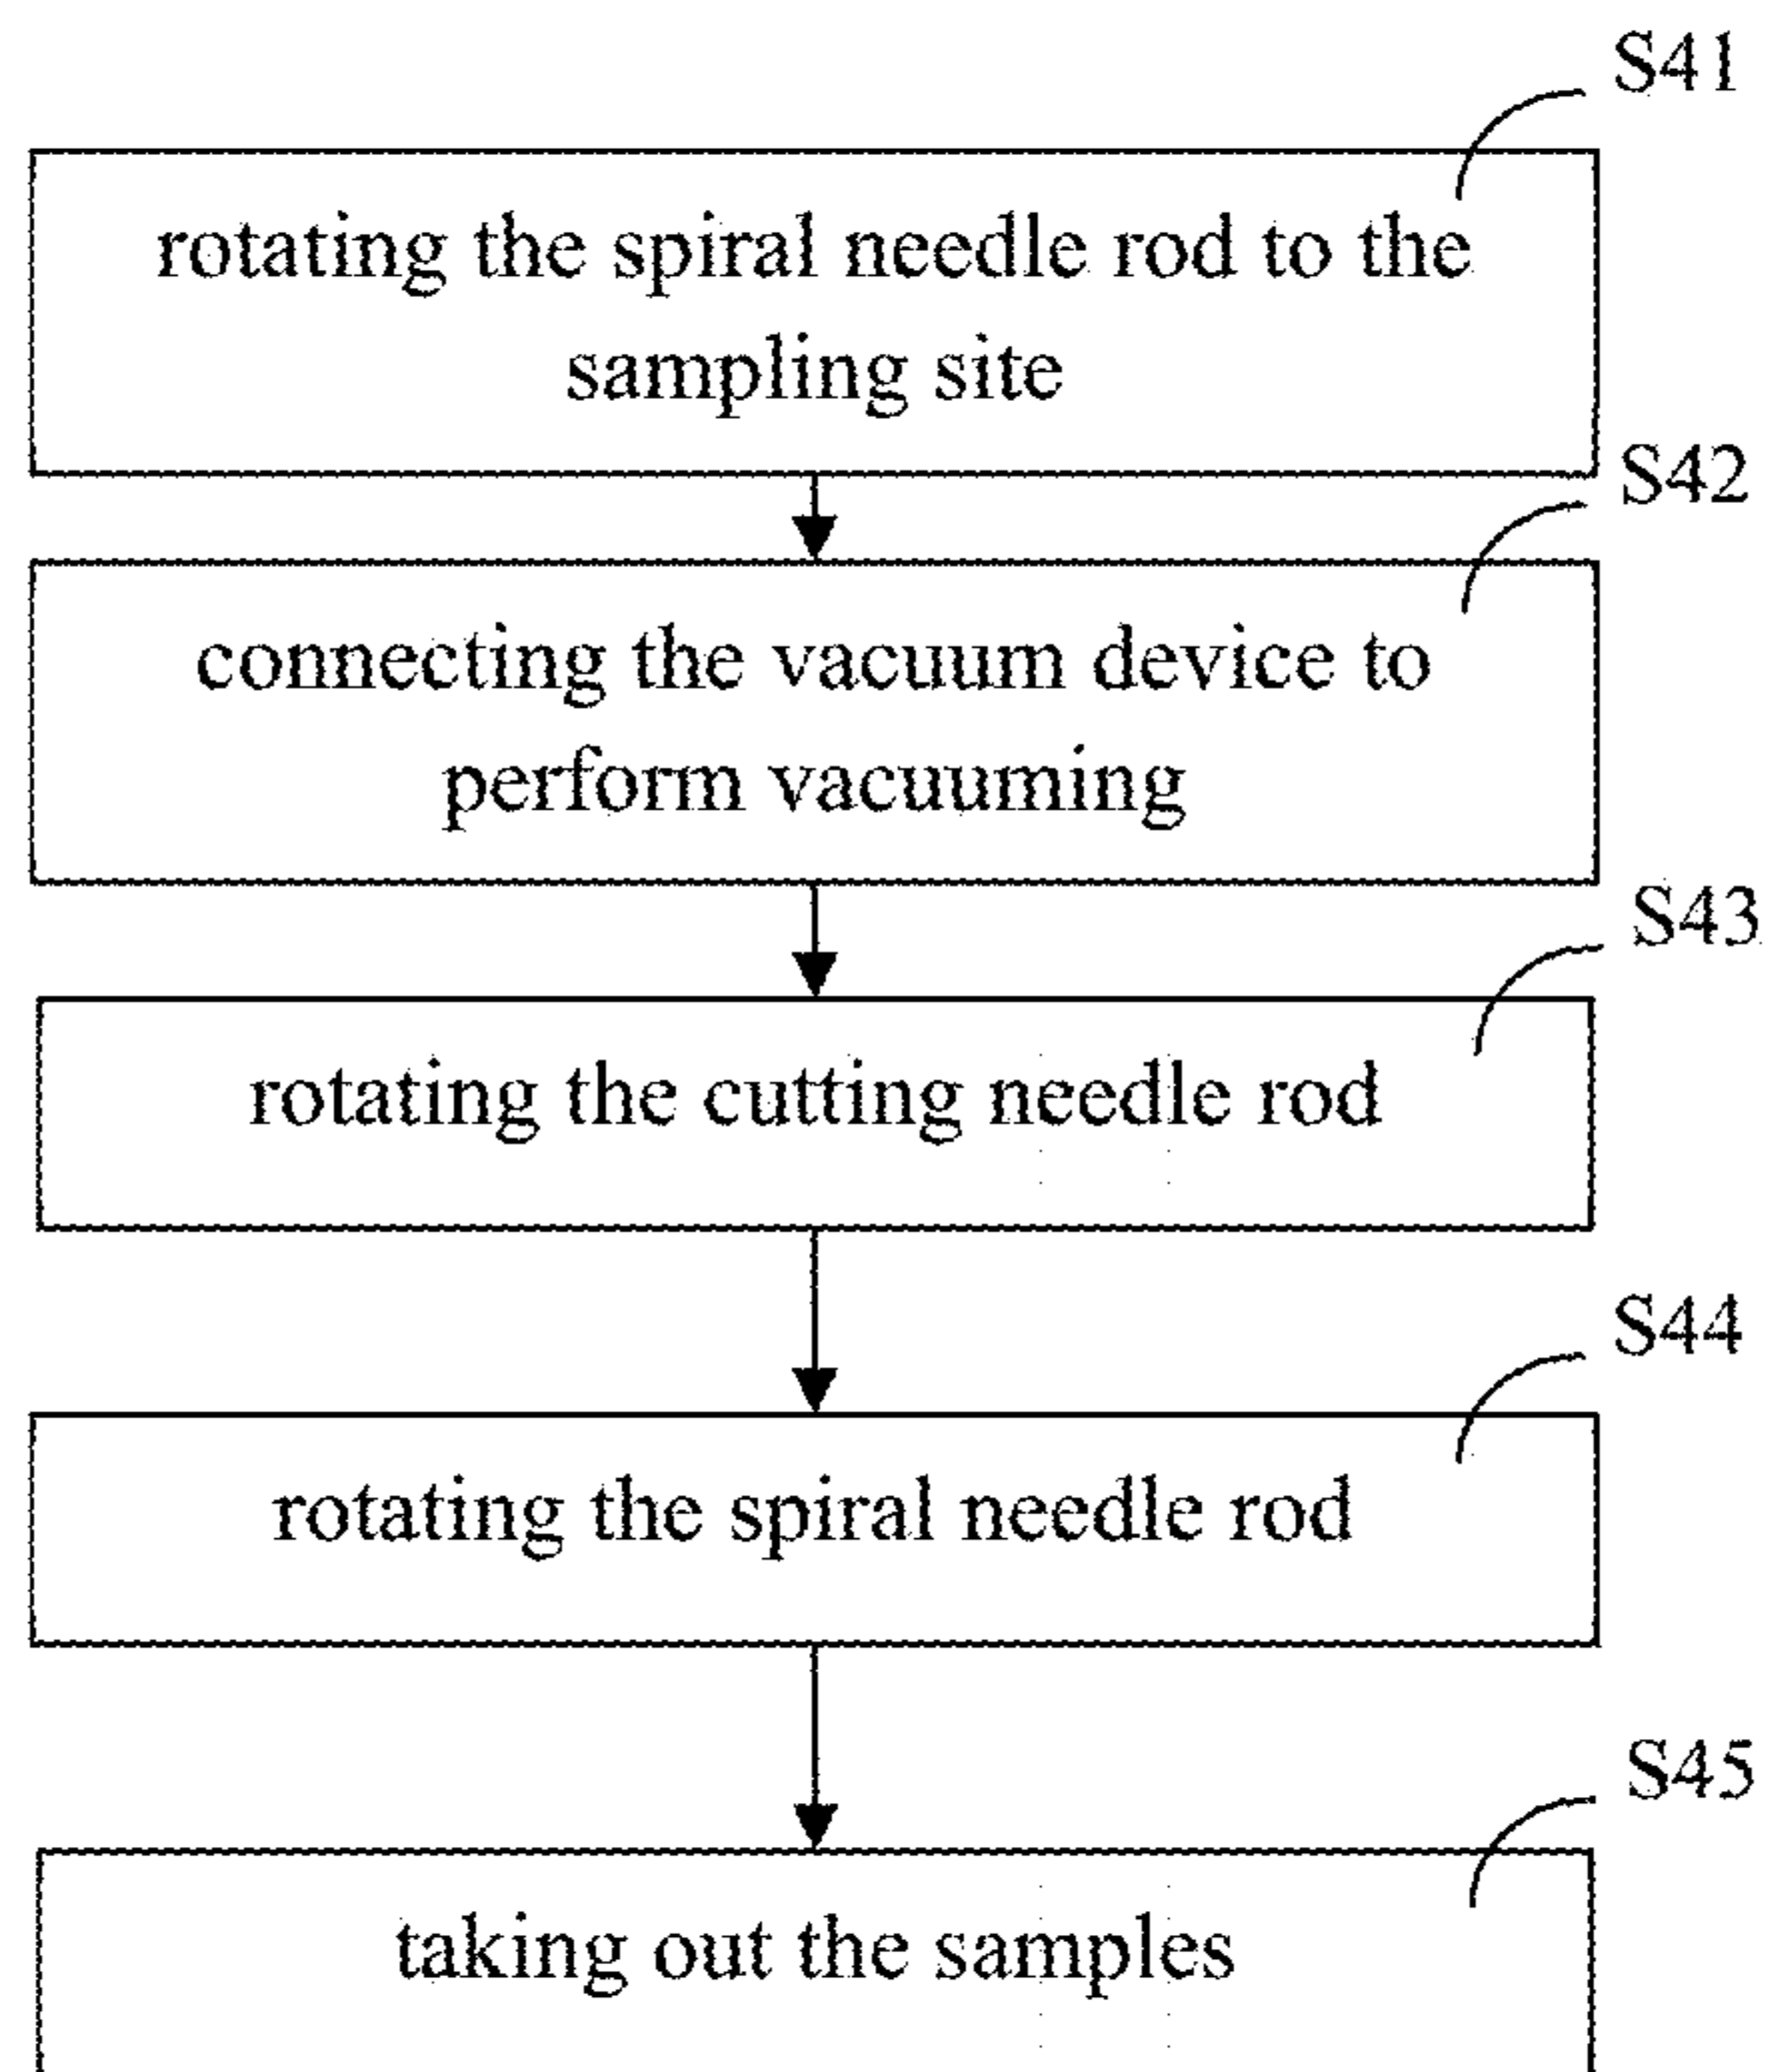 S41
rotating the spiral needle rod to the
sampling site
S42
connecting the vacuum device to
perform vacuuming
S43
rotating the cutting needle rod
S44
rotating the spiral needle rod
S45
taking out the samples